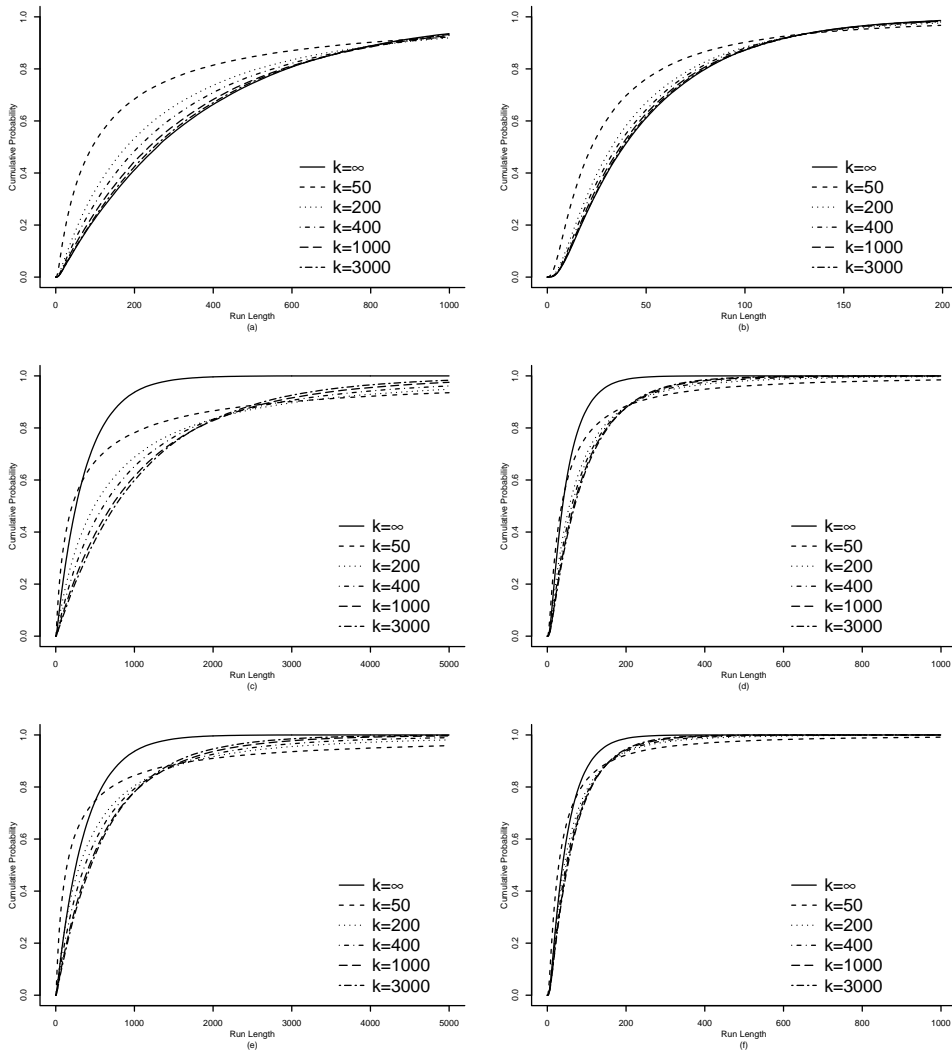 Cumulative Probability
0.0 0.2 0.4 0.6 0.8 1.0
k=∞
k=50
k=200
k=400
k=1000
k=3000
0 200 400 600 800 1000
Run Length
(a)
Cumulative Probability
0.0 0.2 0.4 0.6 0.8 1.0
k=∞
k=50
k=200
k=400
k=1000
k=3000
0 50 100 150 200
Run Length
(b)
Cumulative Probability
0.0 0.2 0.4 0.6 0.8 1.0
k=∞
k=50
k=200
k=400
k=1000
k=3000
0 1000 2000 3000 4000 5000
Run Length
(c)
Cumulative Probability
0.0 0.2 0.4 0.6 0.8 1.0
k=∞
k=50
k=200
k=400
k=1000
k=3000
0 200 400 600 800 1000
Run Length
(d)
Cumulative Probability
0.0 0.2 0.4 0.6 0.8 1.0
k=∞
k=50
k=200
k=400
k=1000
k=3000
0 1000 2000 3000 4000 5000
Run Length
(e)
Cumulative Probability
0.0 0.2 0.4 0.6 0.8 1.0
k=∞
k=50
k=200
k=400
k=1000
k=3000
0 200 400 600 800 1000
Run Length
(f)